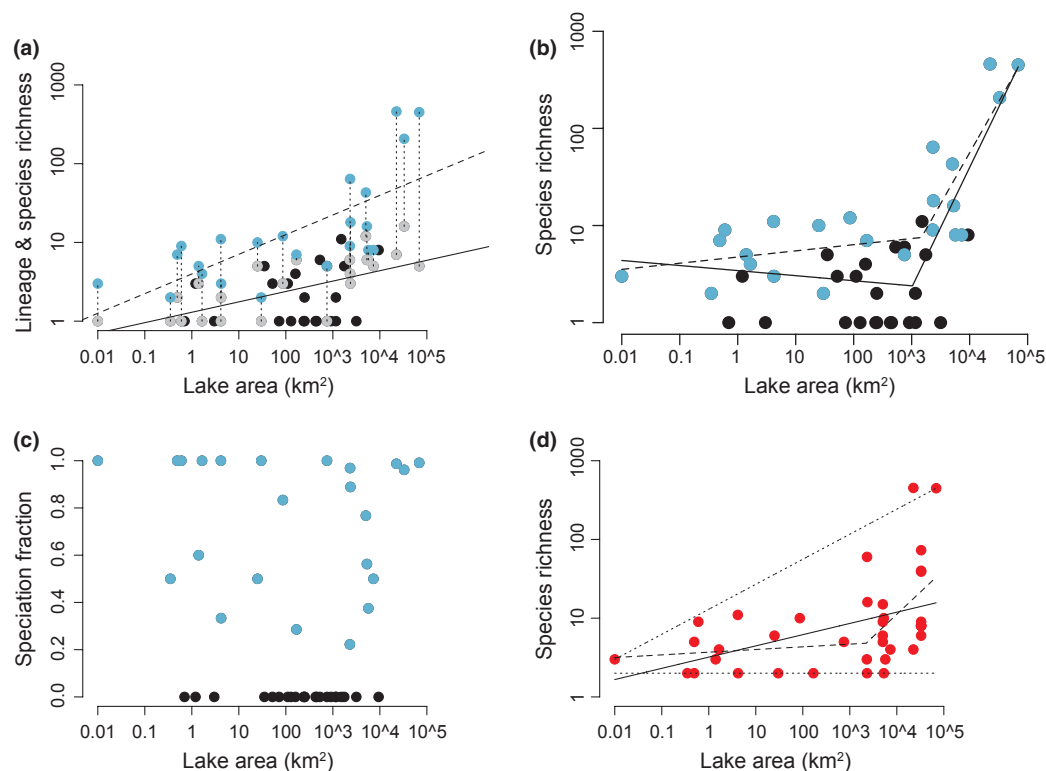 (a)
Lineage & species richness
1000
100
10
1
0.01 0.1 1 10 100 10^3 10^4 10^5
Lake area (km²)
(b)
Species richness
1000
100
10
1
0.01 0.1 1 10 100 10^3 10^4 10^5
Lake area (km²)
(c)
Speciation fraction
1.0
0.8
0.6
0.4
0.2
0.0
0.01 0.1 1 10 100 10^3 10^4 10^5
Lake area (km²)
(d)
Species richness
1000
100
10
1
0.01 0.1 1 10 100 10^3 10^4 10^5
Lake area (km²)